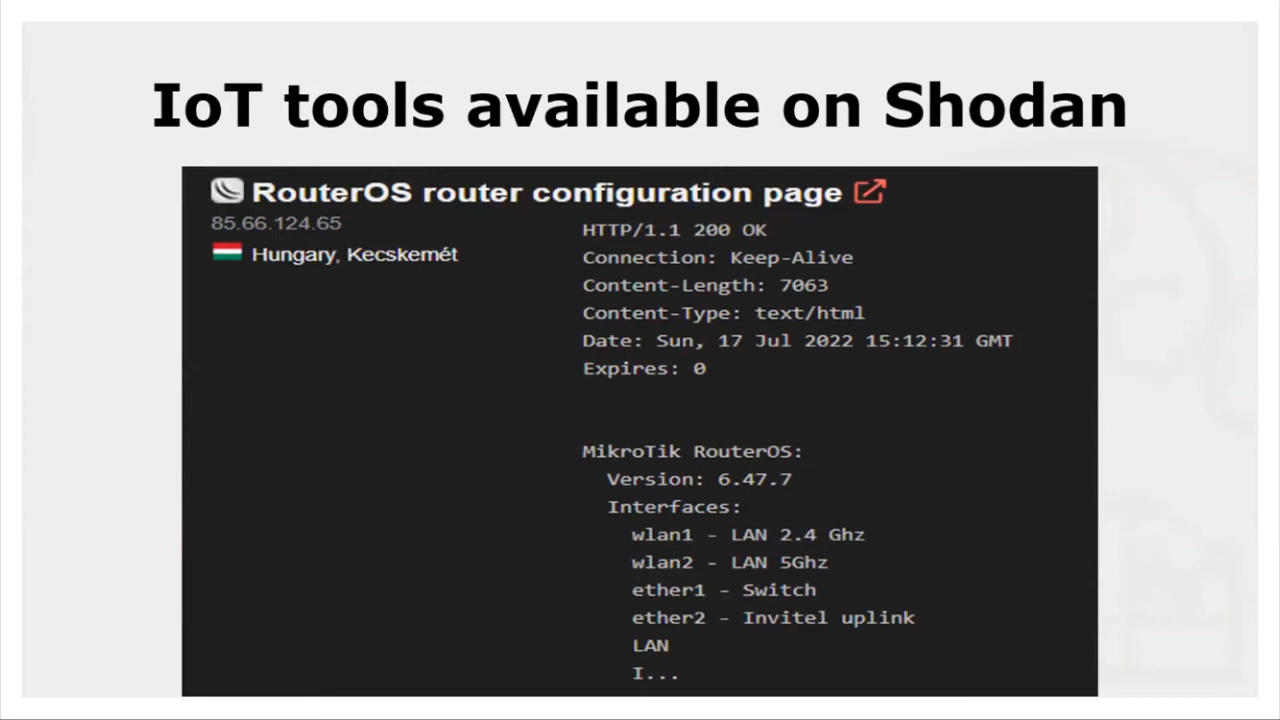 IoT tools available on Shodan
RouterOS router configuration page
85.66.124.65
Hungary, Kecskemét
HTTP/1.1 200 OK
Connection: Keep-Alive
Content-Length: 7063
Content-Type: text/html
Date: Sun, 17 Jul 2022 15:12:31 GMT
Expires: 0
MikroTik RouterOS:
Version: 6.47.7
Interfaces:
wlan1 - LAN 2.4 Ghz
wlan2 - LAN 5Ghz
ether1 - Switch
ether2 - Invitel uplink
LAN
I...